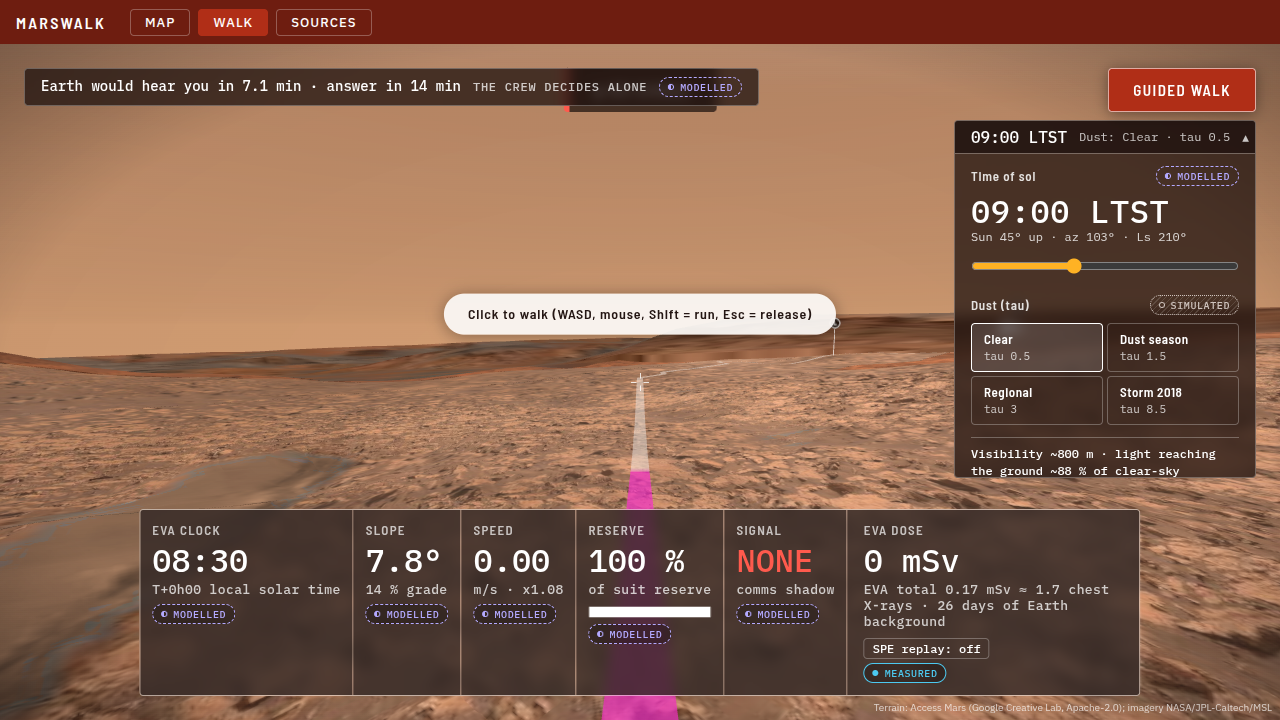 MARSWALK
MAP
WALK
SOURCES
Earth would hear you in 7.1 min · answer in 14 min THE CREW DECIDES ALONE ◐ MODELLED
GUIDED WALK
09:00 LTST Dust: Clear · tau 0.5 ▲
Time of sol ◐ MODELLED
09:00 LTST
Sun 45° up · az 103° · Ls 210°
Dust (tau) ○ SIMULATED
Clear
tau 0.5
Dust season
tau 1.5
Regional
tau 3
Storm 2018
tau 8.5
Visibility ~800 m · light reaching
the ground ~88 % of clear-sky
Click to walk (WASD, mouse, Shift = run, Esc = release)
EVA CLOCK
08:30
T+0h00 local solar time
◐ MODELLED
SLOPE
7.8°
14 % grade
◐ MODELLED
SPEED
0.00
m/s · x1.08
◐ MODELLED
RESERVE
100 %
of suit reserve
◐ MODELLED
SIGNAL
NONE
comms shadow
◐ MODELLED
EVA DOSE
0 mSv
EVA total 0.17 mSv ≈ 1.7 chest
X-rays · 26 days of Earth
background
SPE replay: off
● MEASURED
Terrain: Access Mars (Google Creative Lab, Apache-2.0); imagery NASA/JPL-Caltech/MSL